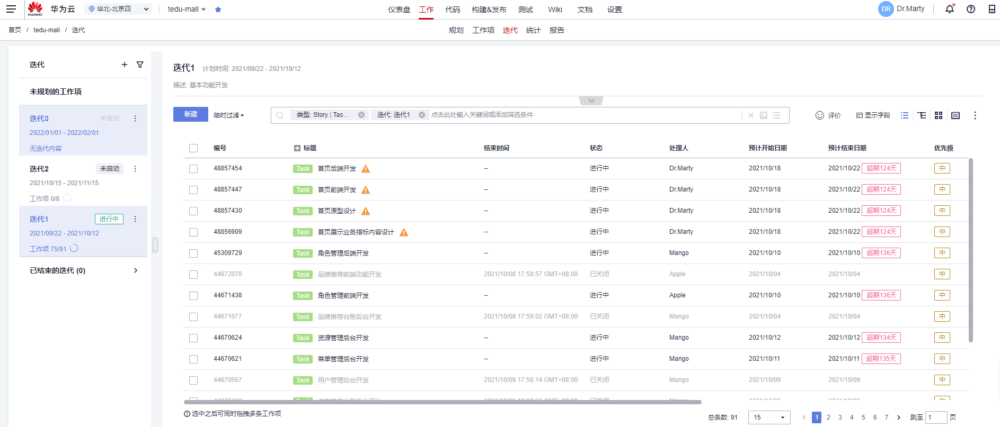 HUAWEI 华为云 华北-北京四 tedu-mall 仪表盘 工作 代码 构建&发布 测试 Wiki 文档 设置 DR Dr.Marty
首页 / tedu-mall / 迭代 规划 工作项 迭代 统计 报告
迭代
未规划的工作项
迭代3 未启动
2022/01/01 - 2022/02/01
无迭代内容
迭代2 未启动
2021/10/15 - 2021/11/15
工作项 0/8
迭代1 进行中
2021/09/22 - 2021/10/12
工作项 75/91
已结束的迭代 (0)
迭代1 计划时间: 2021/09/22 - 2021/10/12
描述: 基本功能开发
新建 临时过滤 类型: Story | Tas... 迭代: 迭代1 点击此处输入关键词或添加筛选条件 评价 显示字段
编号 标题 结束时间 状态 处理人 预计开始日期 预计结束日期 优先级
48857454 Task 首页后端开发 -- 进行中 Dr.Marty 2021/10/18 2021/10/22 超期124天 中
48857447 Task 首页前端开发 -- 进行中 Dr.Marty 2021/10/18 2021/10/22 超期124天 中
48857430 Task 首页原型设计 -- 进行中 Dr.Marty 2021/10/18 2021/10/22 超期124天 中
48856909 Task 首页展示业务指标内容设计 -- 进行中 Dr.Marty 2021/10/18 2021/10/22 超期124天 中
45309729 Task 角色管理后端开发 -- 进行中 Mango 2021/10/10 2021/10/10 超期136天 中
44672070 Task 品牌推荐前端功能开发 2021/10/08 17:58:57 GMT+08:00 已关闭 Apple 2021/10/04 2021/10/04 中
44671438 Task 角色管理前端开发 -- 进行中 Apple 2021/10/10 2021/10/10 超期136天 中
44671077 Task 品牌推荐台账后台开发 2021/10/08 17:59:02 GMT+08:00 已关闭 Mango 2021/10/04 2021/10/04 中
44670624 Task 资源管理后台开发 -- 进行中 Mango 2021/10/12 2021/10/12 超期134天 中
44670621 Task 菜单管理后台开发 -- 进行中 Mango 2021/10/11 2021/10/11 超期135天 中
44670567 Task 用户管理后台开发 2021/10/09 17:56:14 GMT+08:00 已关闭 Mango 2021/10/09 2021/10/09 中
选中之后可同时拖拽多条工作项
总条数: 91 15 1 2 3 4 5 6 7 跳至 1 页